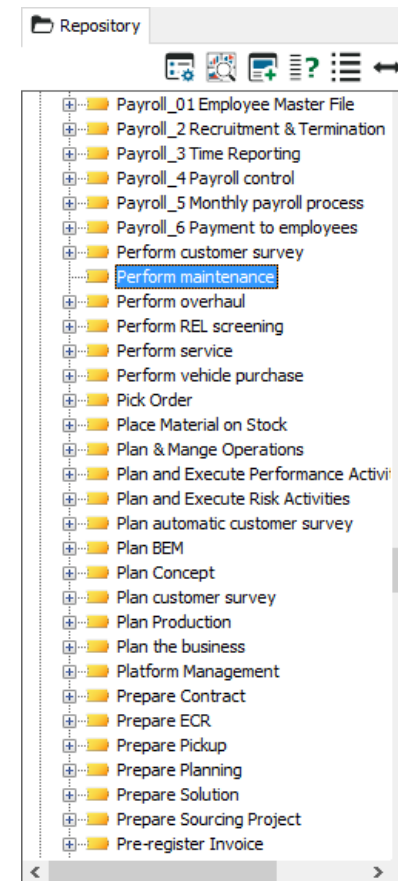 Repository
Payroll_01 Employee Master File
Payroll_2 Recruitment & Termination
Payroll_3 Time Reporting
Payroll_4 Payroll control
Payroll_5 Monthly payroll process
Payroll_6 Payment to employees
Perform customer survey
Perform maintenance
Perform overhaul
Perform REL screening
Perform service
Perform vehicle purchase
Pick Order
Place Material on Stock
Plan & Mange Operations
Plan and Execute Performance Activi
Plan and Execute Risk Activities
Plan automatic customer survey
Plan BEM
Plan Concept
Plan customer survey
Plan Production
Plan the business
Platform Management
Prepare Contract
Prepare ECR
Prepare Pickup
Prepare Planning
Prepare Solution
Prepare Sourcing Project
Pre-register Invoice